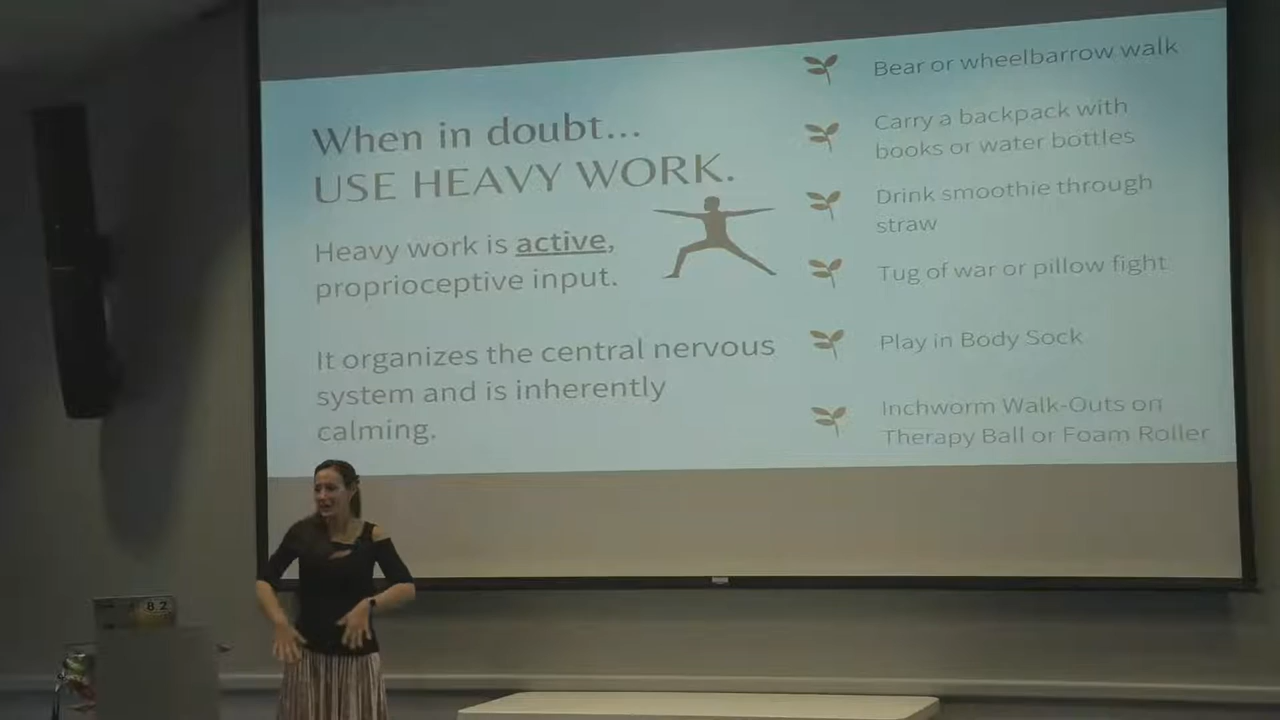 When in doubt...
USE HEAVY WORK.
Heavy work is active,
proprioceptive input.
It organizes the central nervous
system and is inherently
calming.
Bear or wheelbarrow walk
Carry a backpack with
books or water bottles
Drink smoothie through
straw
Tug of war or pillow fight
Play in Body Sock
Inchworm Walk-Outs on
Therapy Ball or Foam Roller
8 2